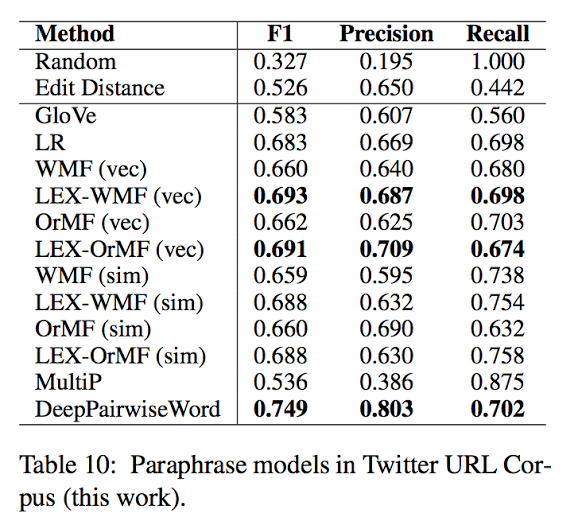 Method F1 Precision Recall
Random 0.327 0.195 1.000
Edit Distance 0.526 0.650 0.442
GloVe 0.583 0.607 0.560
LR 0.683 0.669 0.698
WMF (vec) 0.660 0.640 0.680
LEX-WMF (vec) 0.693 0.687 0.698
OrMF (vec) 0.662 0.625 0.703
LEX-OrMF (vec) 0.691 0.709 0.674
WMF (sim) 0.659 0.595 0.738
LEX-WMF (sim) 0.688 0.632 0.754
OrMF (sim) 0.660 0.690 0.632
LEX-OrMF (sim) 0.688 0.630 0.758
MultiP 0.536 0.386 0.875
DeepPairwiseWord 0.749 0.803 0.702
Table 10: Paraphrase models in Twitter URL Cor-
pus (this work).